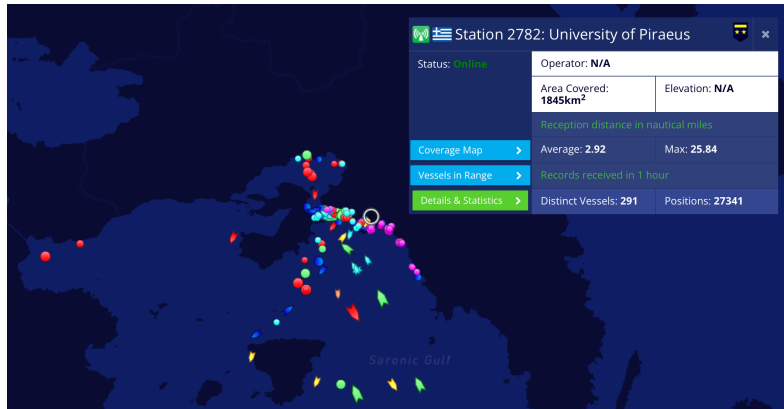 Station 2782: University of Piraeus
Status: Online
Operator: N/A
Area Covered:
1845km²
Elevation: N/A
Reception distance in nautical miles
Coverage Map
Average: 2.92
Max: 25.84
Vessels in Range
Records received in 1 hour
Details & Statistics
Distinct Vessels: 291
Positions: 27341
Saronic Gulf